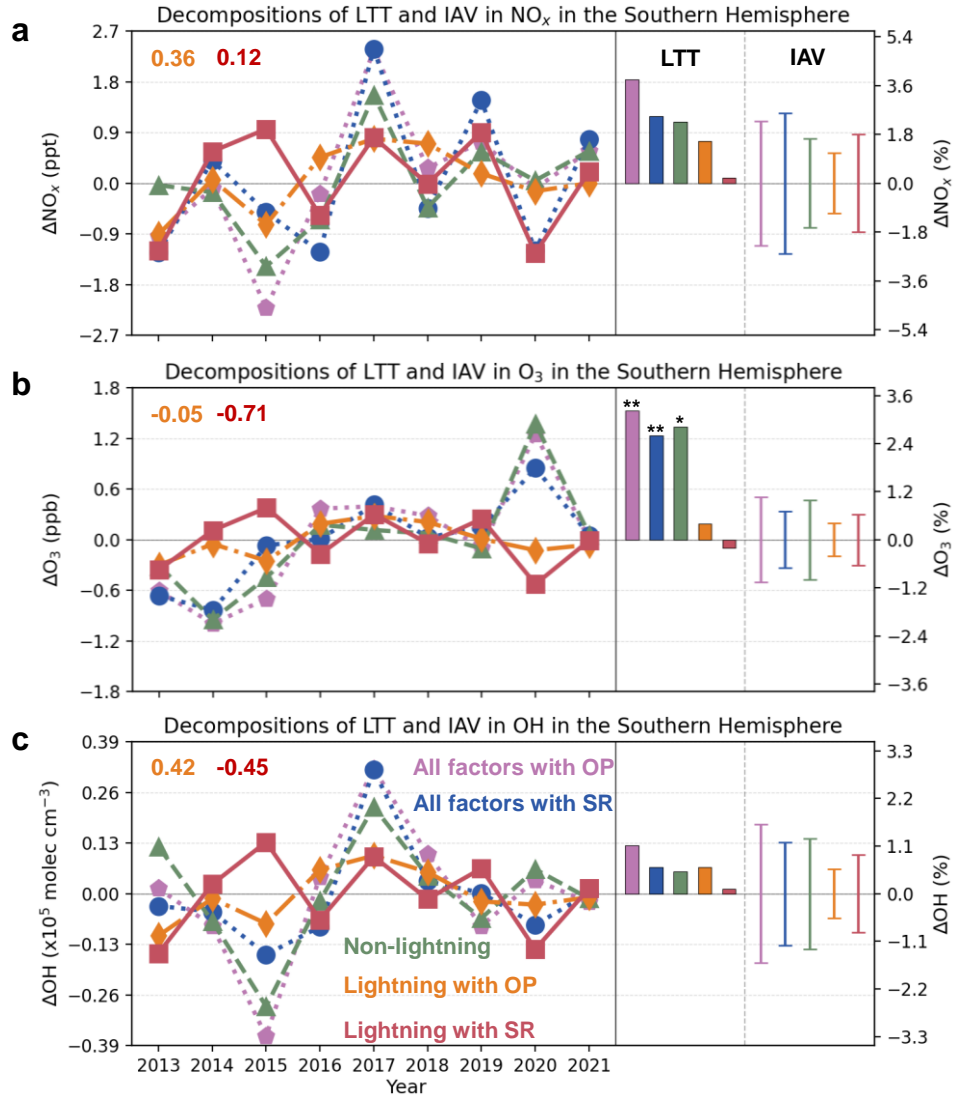 a
Decompositions of LTT and IAV in NOx in the Southern Hemisphere
2.7
1.8
0.9
0.0
−0.9
−1.8
−2.7
ΔNOx (ppt)
0.36 0.12
LTT
IAV
5.4
3.6
1.8
0.0
−1.8
−3.6
−5.4
ΔNOx (%)
b
Decompositions of LTT and IAV in O3 in the Southern Hemisphere
1.8
1.2
0.6
0.0
−0.6
−1.2
−1.8
ΔO3 (ppb)
-0.05 -0.71
**
**
*
3.6
2.4
1.2
0.0
−1.2
−2.4
−3.6
ΔO3 (%)
c
Decompositions of LTT and IAV in OH in the Southern Hemisphere
0.39
0.26
0.13
0.00
−0.13
−0.26
−0.39
ΔOH (x10⁵ molec cm⁻³)
0.42 -0.45
All factors with OP
All factors with SR
Non-lightning
Lightning with OP
Lightning with SR
3.3
2.2
1.1
0.0
−1.1
−2.2
−3.3
ΔOH (%)
2013 2014 2015 2016 2017 2018 2019 2020 2021
Year